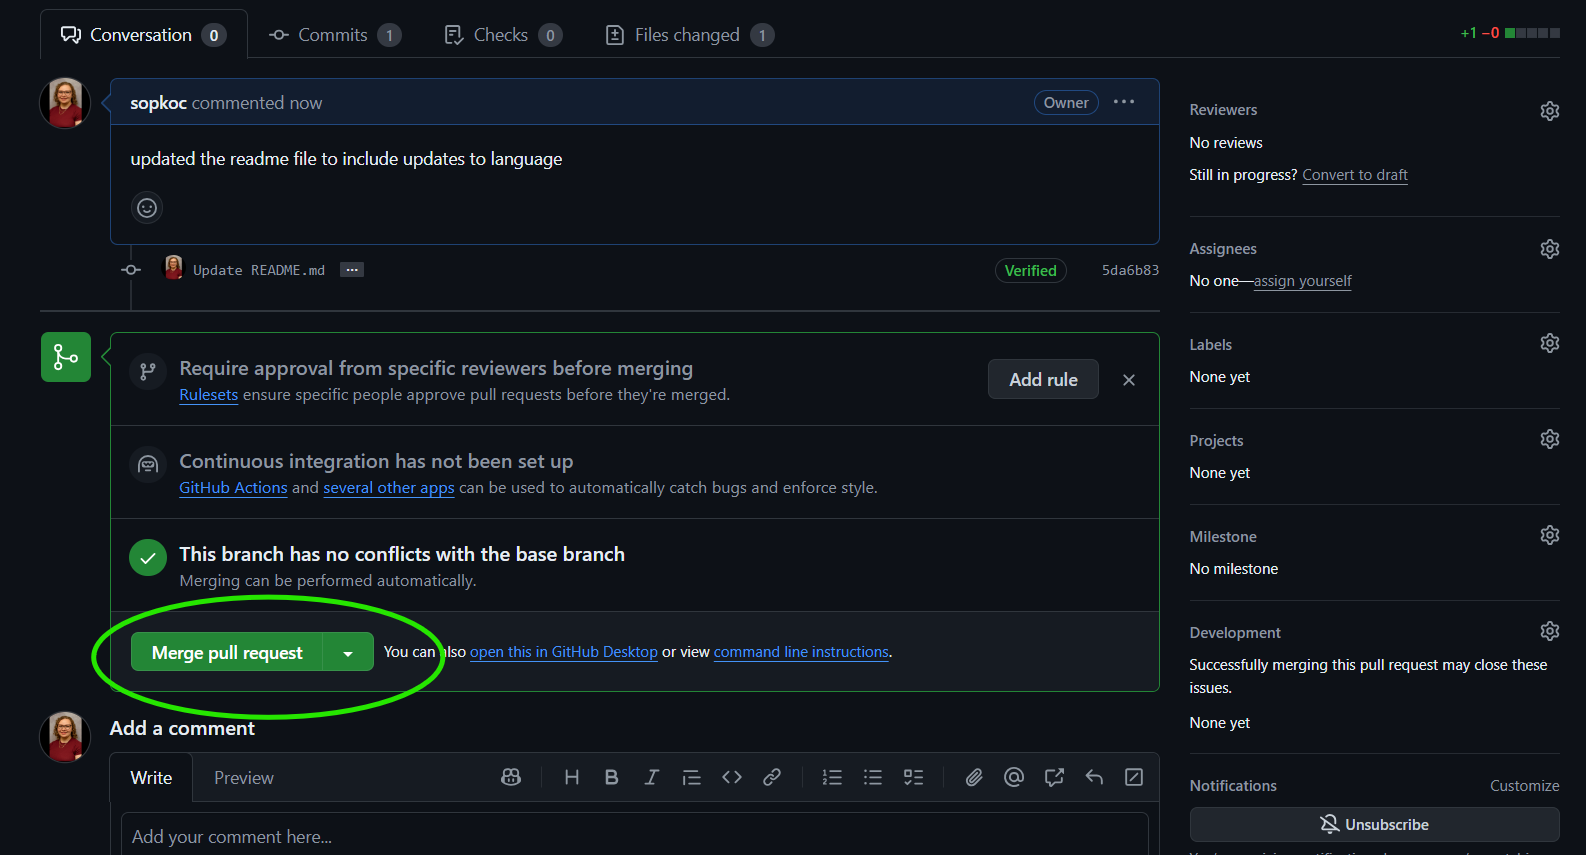 Conversation 0 Commits 1 Checks 0 Files changed 1 +1 −0
sopkoc commented now Owner
updated the readme file to include updates to language
Update README.md Verified 5da6b83
Require approval from specific reviewers before merging
Rulesets ensure specific people approve pull requests before they're merged.
Add rule
Continuous integration has not been set up
GitHub Actions and several other apps can be used to automatically catch bugs and enforce style.
This branch has no conflicts with the base branch
Merging can be performed automatically.
Merge pull request You can also open this in GitHub Desktop or view command line instructions.
Add a comment
Write Preview
Add your comment here...
Reviewers
No reviews
Still in progress? Convert to draft
Assignees
No one—assign yourself
Labels
None yet
Projects
None yet
Milestone
No milestone
Development
Successfully merging this pull request may close these
issues.
None yet
Notifications Customize
Unsubscribe